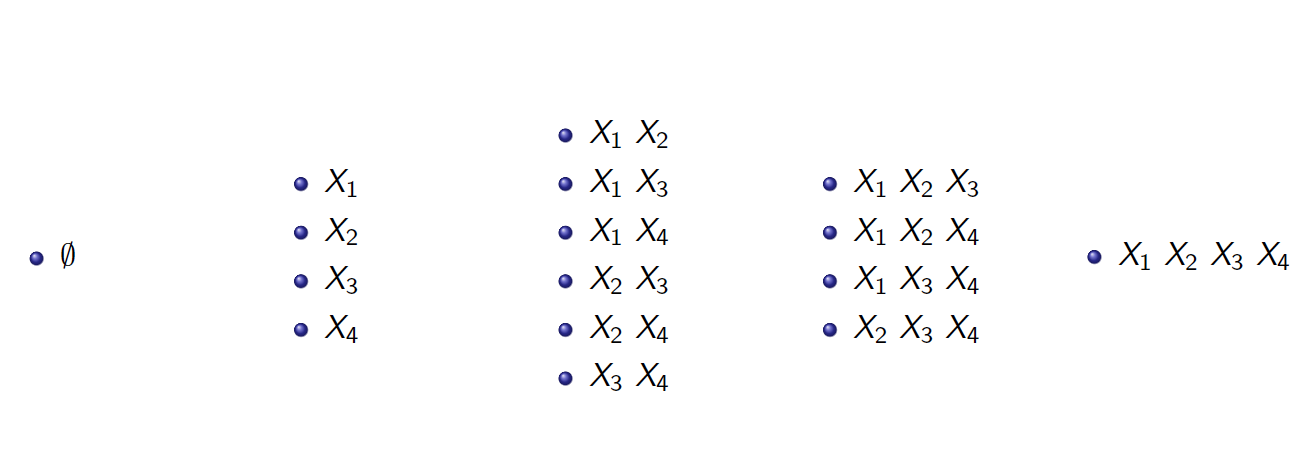 • ∅
• X₁
• X₂
• X₃
• X₄
• X₁ X₂
• X₁ X₃
• X₁ X₄
• X₂ X₃
• X₂ X₄
• X₃ X₄
• X₁ X₂ X₃
• X₁ X₂ X₄
• X₁ X₃ X₄
• X₂ X₃ X₄
• X₁ X₂ X₃ X₄